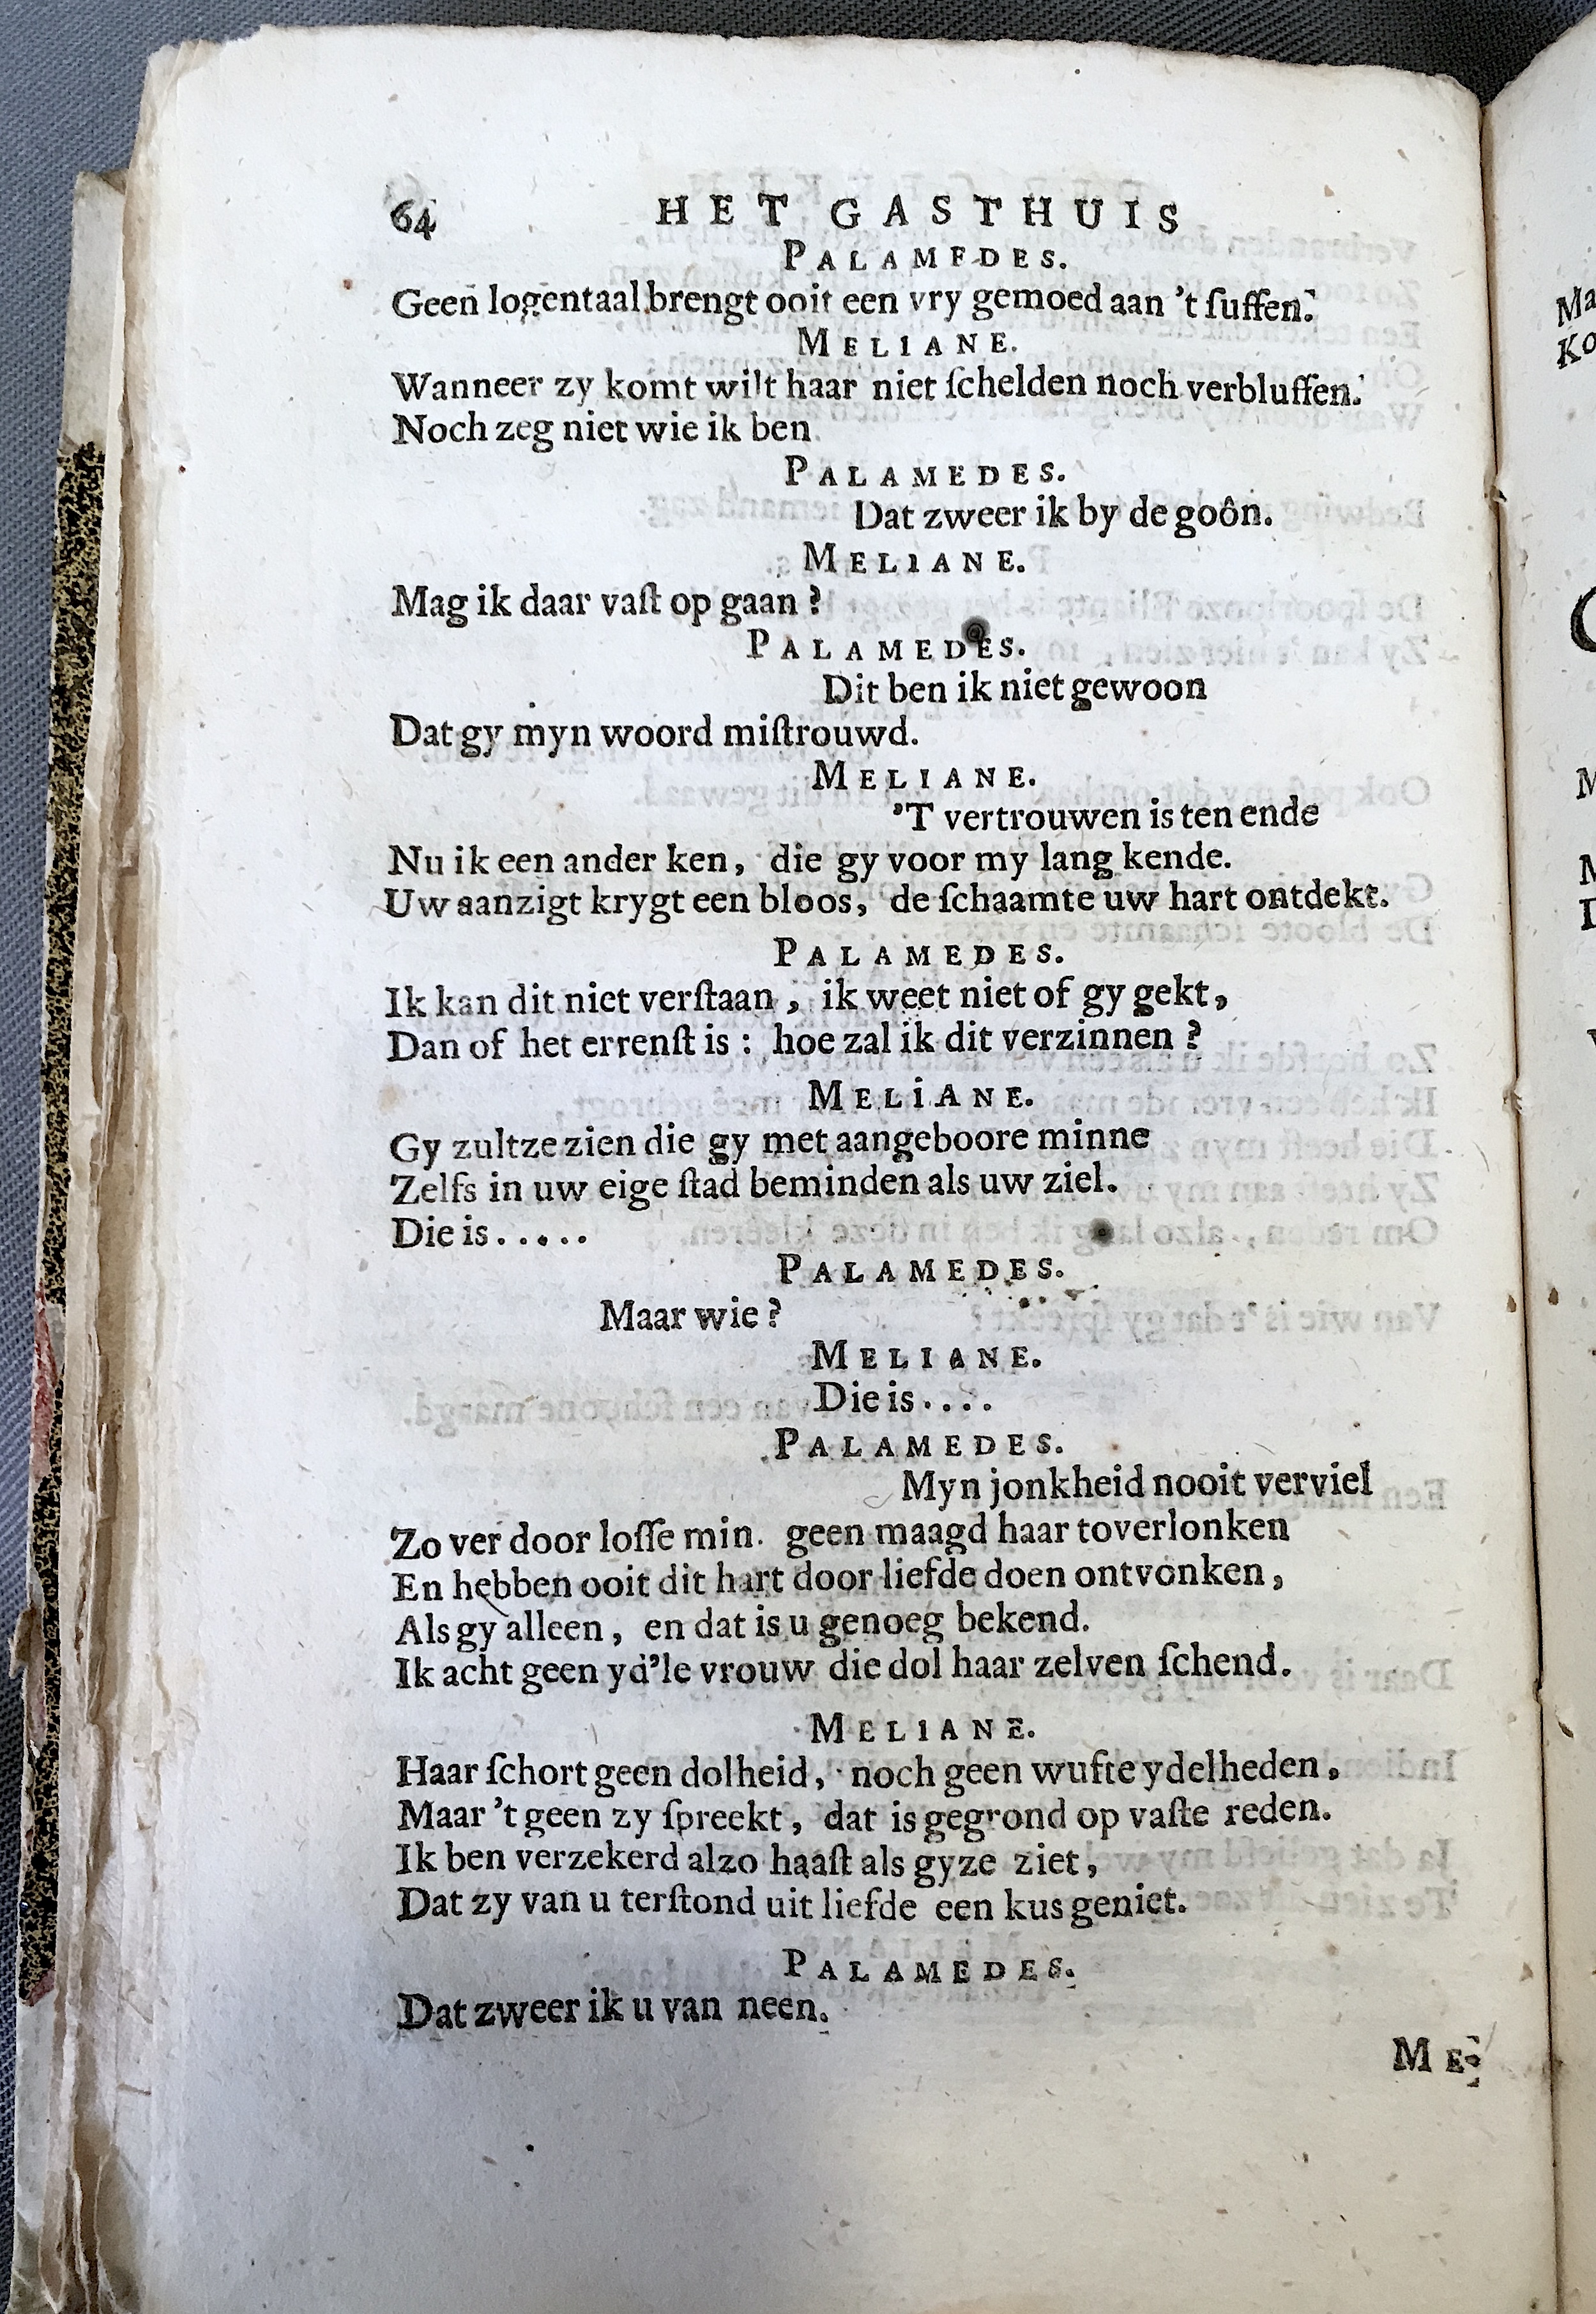 64 HET GASTHUIS
PALAMEDES.
Geen logentaal brengt ooit een vry gemoed aan 't ſuffen.
MELIANE.
Wanneer zy komt wilt haar niet ſchelden noch verbluffen.
Noch zeg niet wie ik ben.
PALAMEDES.
Dat zweer ik by de goôn.
MELIANE.
Mag ik daar vaſt op gaan?
PALAMEDES.
Dit ben ik niet gewoon
Dat gy myn woord miſtrouwd.
MELIANE.
'T vertrouwen is ten ende
Nu ik een ander ken, die gy voor my lang kende.
Uw aanzigt krygt een bloos, de ſchaamte uw hart ontdekt.
PALAMEDES.
Ik kan dit niet verſtaan, ik weet niet of gy gekt,
Dan of het errenſt is: hoe zal ik dit verzinnen?
MELIANE.
Gy zultze zien die gy met aangeboore minne
Zelfs in uw eige ſtad beminden als uw ziel.
Die is.....
PALAMEDES.
Maar wie?
MELIANE.
Die is....
PALAMEDES.
Myn jonkheid nooit verviel
Zo ver door loſſe min. geen maagd haar toverlonken
En hebben ooit dit hart door liefde doen ontvonken,
Als gy alleen, en dat is u genoeg bekend.
Ik acht geen yd'le vrouw die dol haar zelven ſchend.
MELIANE.
Haar ſchort geen dolheid, noch geen wufte ydelheden,
Maar 't geen zy ſpreekt, dat is gegrond op vaſte reden.
Ik ben verzekerd alzo haaſt als gyze ziet,
Dat zy van u terſtond uit liefde een kus geniet.
PALAMEDES.
Dat zweer ik u van neen.
ME-